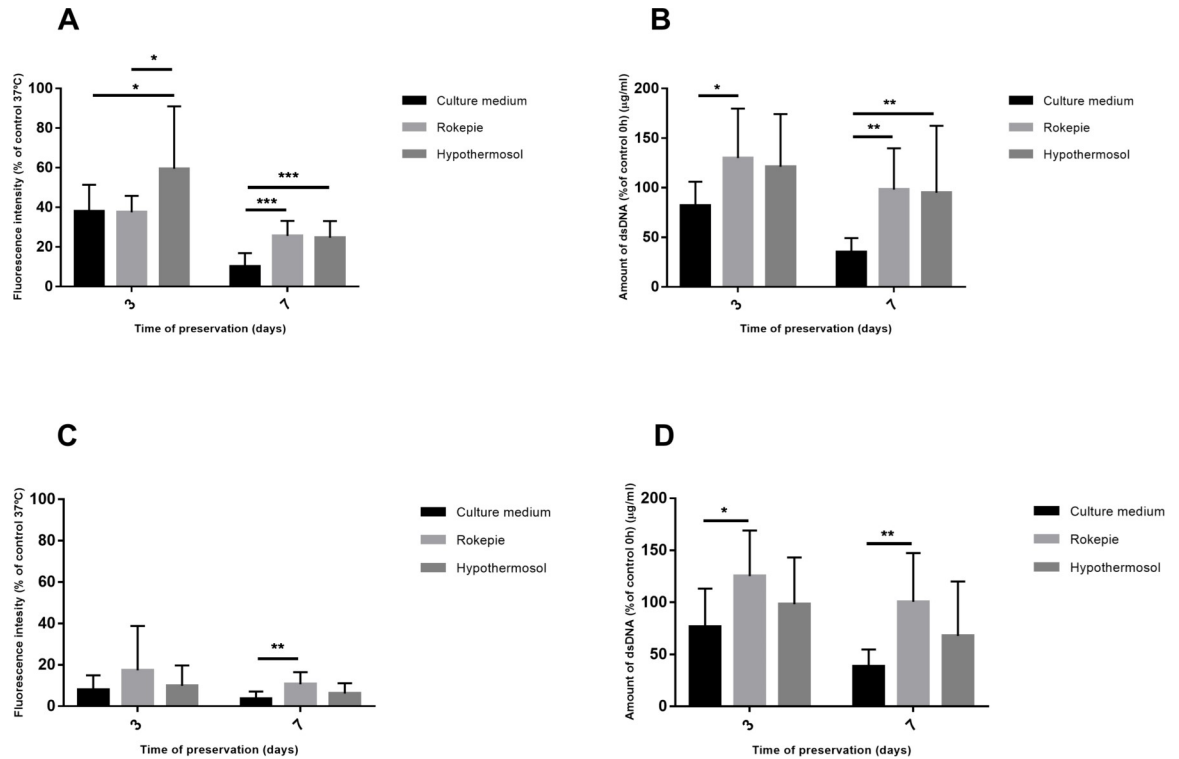 A
Fluorescence intensity (% of control 37ºC)
100
80
60
40
20
0
*
*
***
***
3
7
Time of preservation (days)
Culture medium
Rokepie
Hypothermosol
B
Amount of dsDNA (%of control 0h) (µg/ml)
200
150
100
50
0
*
**
**
3
7
Time of preservation (days)
Culture medium
Rokepie
Hypothermosol
C
Fluorescence intesity (% of control 37ºC)
100
80
60
40
20
0
**
3
7
Time of preservation (days)
Culture medium
Rokepie
Hypothermosol
D
Amount of dsDNA (%of control 0h) (µg/ml)
200
150
100
50
0
*
**
3
7
Time of preservation (days)
Culture medium
Rokepie
Hypothermosol